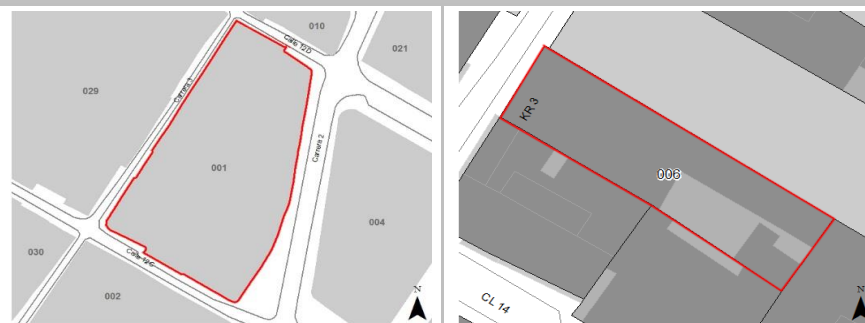 010
Calle 12D
021
029
Carrera 3
001
Carrera 2
004
030
Calle 12C
002
N
KR 3
006
CL 14
N